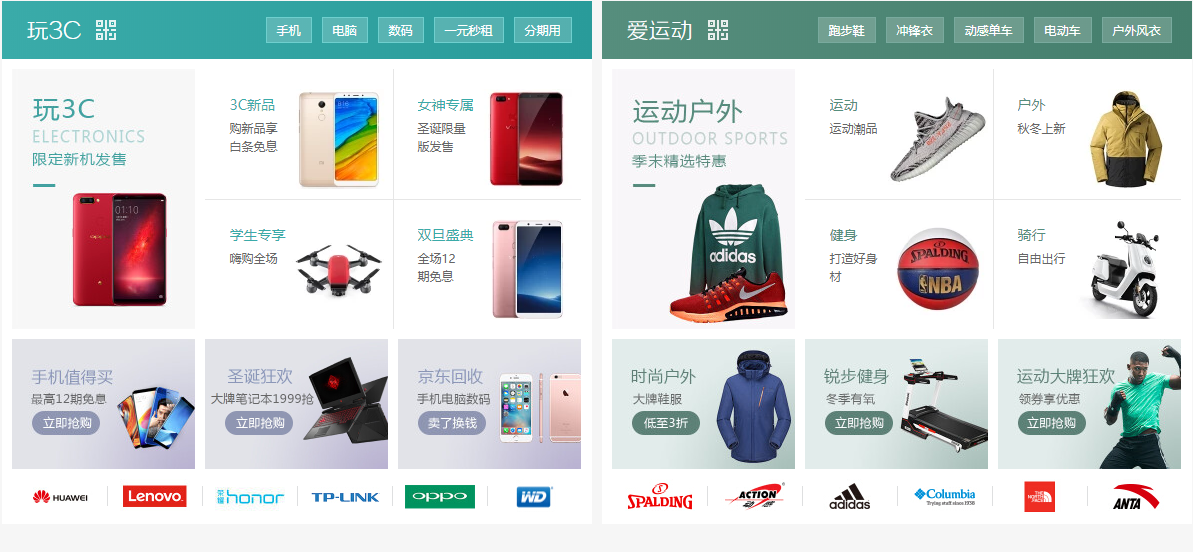 玩3C
手机
电脑
数码
一元秒租
分期用
玩3C
ELECTRONICS
限定新机发售
01:10
3C新品
购新品享
白条免息
女神专属
圣诞限量
版发售
学生专享
嗨购全场
双旦盛典
全场12
期免息
手机值得买
最高12期免息
立即抢购
圣诞狂欢
大牌笔记本1999抢
立即抢购
京东回收
手机电脑数码
卖了换钱
HUAWEI
Lenovo.
荣耀honor
TP-LINK
OPPO
WD
爱运动
跑步鞋
冲锋衣
动感单车
电动车
户外风衣
运动户外
OUTDOOR SPORTS
季末精选特惠
adidas
运动
运动潮品
户外
秋冬上新
健身
打造好身
材
SPALDING
NBA
骑行
自由出行
时尚户外
大牌鞋服
低至3折
锐步健身
冬季有氧
立即抢购
运动大牌狂欢
领券享优惠
立即抢购
SPALDING
ACTION
adidas
Columbia
Trying stuff since 1938
THE
NORTH
FACE
ANTA